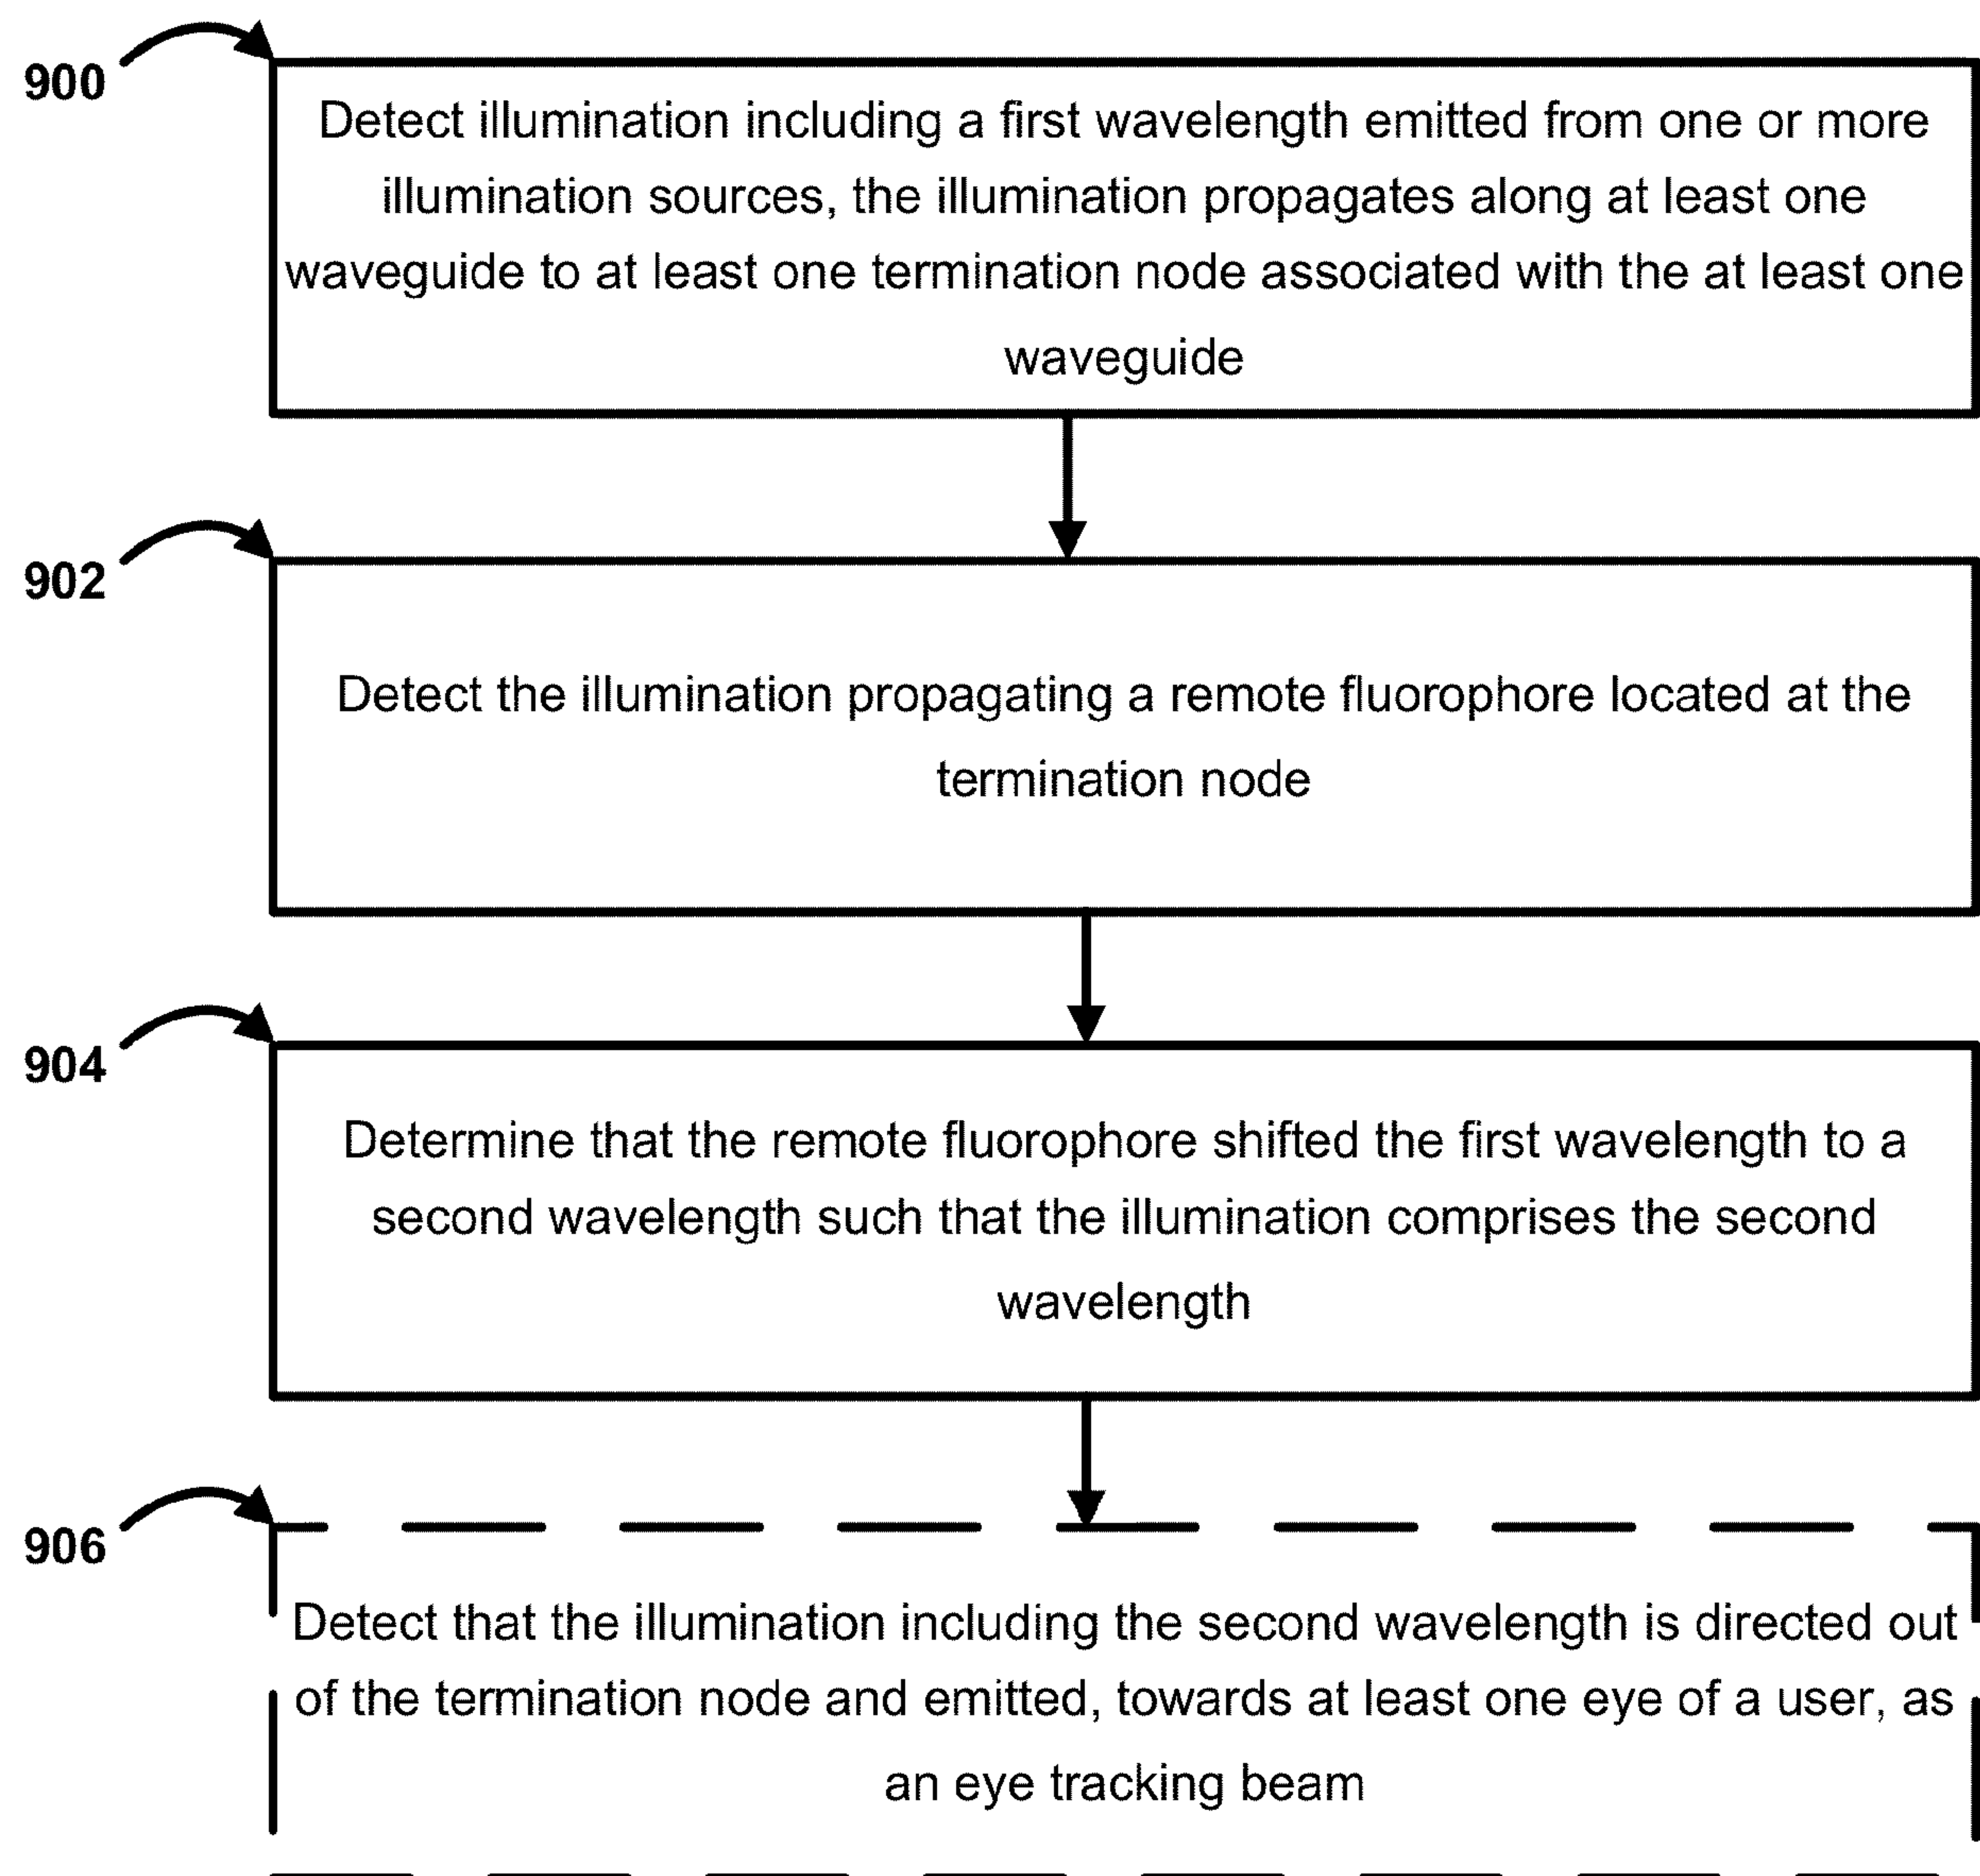 900
Detect illumination including a first wavelength emitted from one or more
illumination sources, the illumination propagates along at least one
waveguide to at least one termination node associated with the at least one
waveguide
902
Detect the illumination propagating a remote fluorophore located at the
termination node
904
Determine that the remote fluorophore shifted the first wavelength to a
second wavelength such that the illumination comprises the second
wavelength
906
Detect that the illumination including the second wavelength is directed out
of the termination node and emitted, towards at least one eye of a user, as
an eye tracking beam